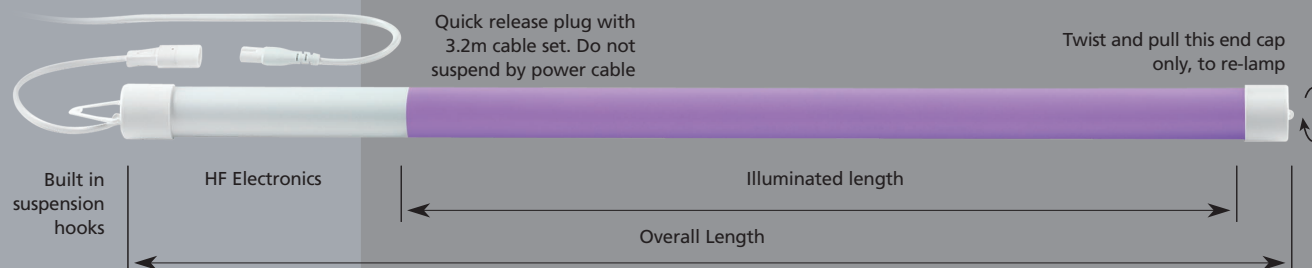 Quick release plug with
3.2m cable set. Do not
suspend by power cable
Twist and pull this end cap
only, to re-lamp
Built in
suspension
hooks
HF Electronics
Illuminated length
Overall Length